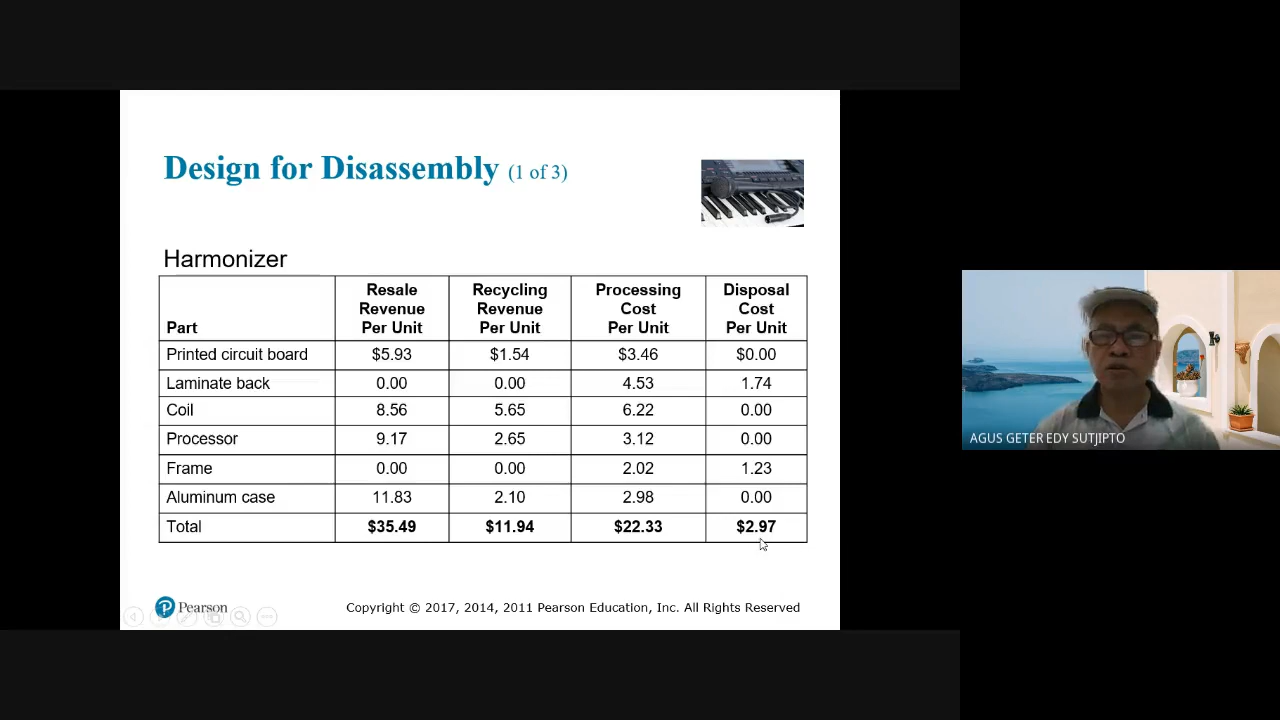 Design for Disassembly (1 of 3)
Harmonizer
Part Resale Revenue Per Unit Recycling Revenue Per Unit Processing Cost Per Unit Disposal Cost Per Unit
Printed circuit board $5.93 $1.54 $3.46 $0.00
Laminate back 0.00 0.00 4.53 1.74
Coil 8.56 5.65 6.22 0.00
Processor 9.17 2.65 3.12 0.00
Frame 0.00 0.00 2.02 1.23
Aluminum case 11.83 2.10 2.98 0.00
Total $35.49 $11.94 $22.33 $2.97
Pearson Copyright © 2017, 2014, 2011 Pearson Education, Inc. All Rights Reserved
AGUS GETER EDY SUTJIPTO